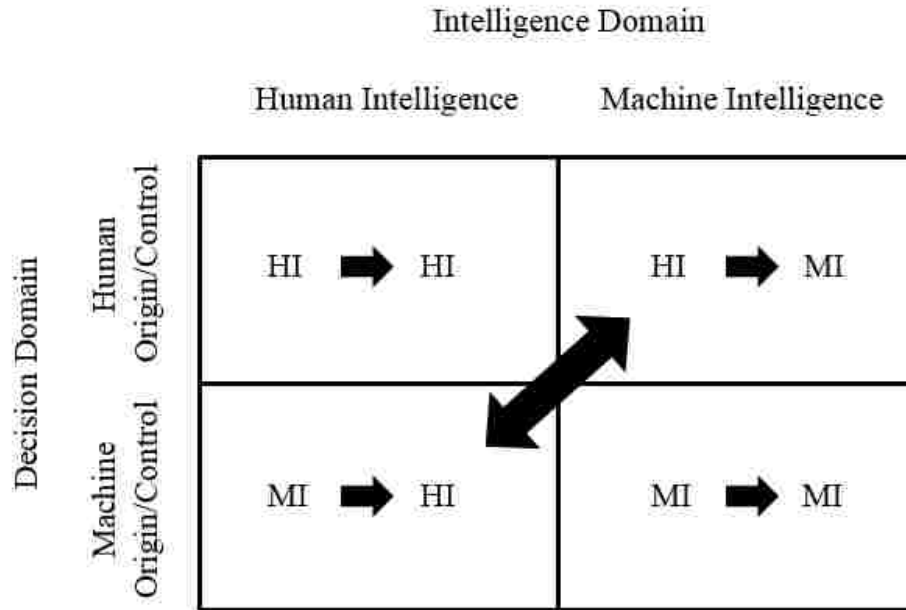 Intelligence Domain
Human Intelligence Machine Intelligence
Decision Domain
Human
Origin/Control
HI HI
HI MI
Machine
Origin/Control
MI HI
MI MI